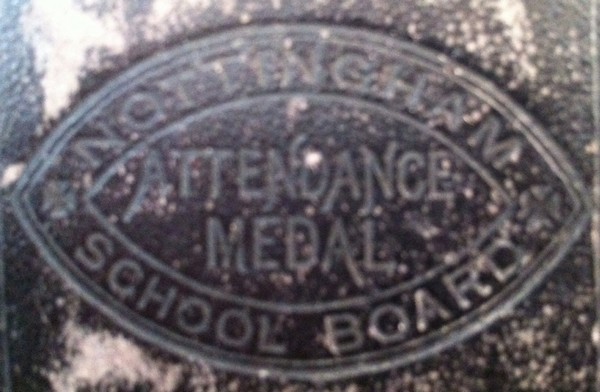 NOTTINGHAM
ATTENDANCE
MEDAL
SCHOOL BOARD